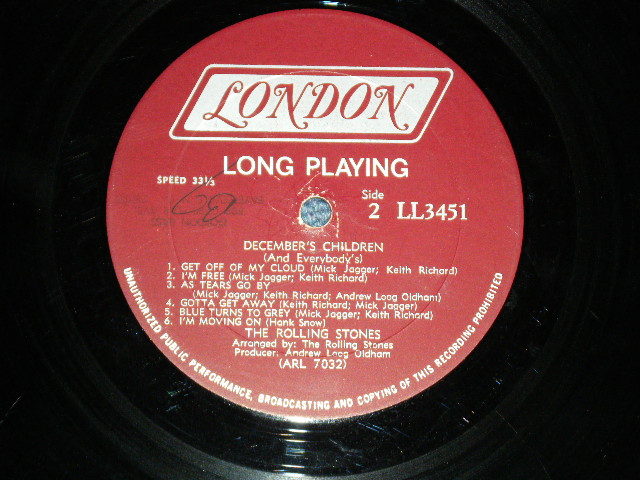 LONDON
LONG PLAYING
SPEED 33⅓
Side
2 LL3451
DECEMBER'S CHILDREN
(And Everybody's)
1. GET OFF OF MY CLOUD (Mick Jagger; Keith Richard)
2. I'M FREE (Mick Jagger; Keith Richard)
3. AS TEARS GO BY
(Mick Jagger; Keith Richard; Andrew Loog Oldham)
4. GOTTA GET AWAY (Keith Richard; Mick Jagger)
5. BLUE TURNS TO GREY (Mick Jagger; Keith Richard)
6. I'M MOVING ON (Hank Snow)
THE ROLLING STONES
Arranged by: The Rolling Stones
Producer: Andrew Loog Oldham
(ARL 7032)
UNAUTHORIZED PUBLIC PERFORMANCE, BROADCASTING AND COPYING OF THIS RECORDING PROHIBITED